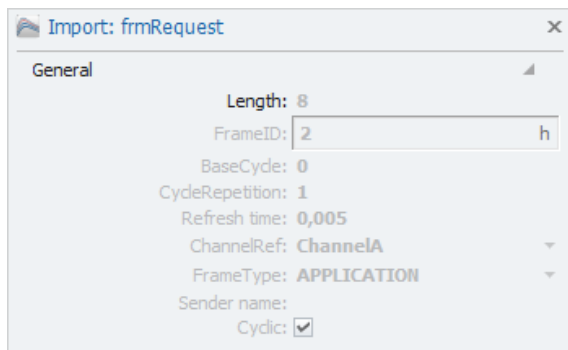 Import: frmRequest
General
Length: 8
FrameID: 2 h
BaseCycle: 0
CycleRepetition: 1
Refresh time: 0,005
ChannelRef: ChannelA
FrameType: APPLICATION
Sender name:
Cyclic: